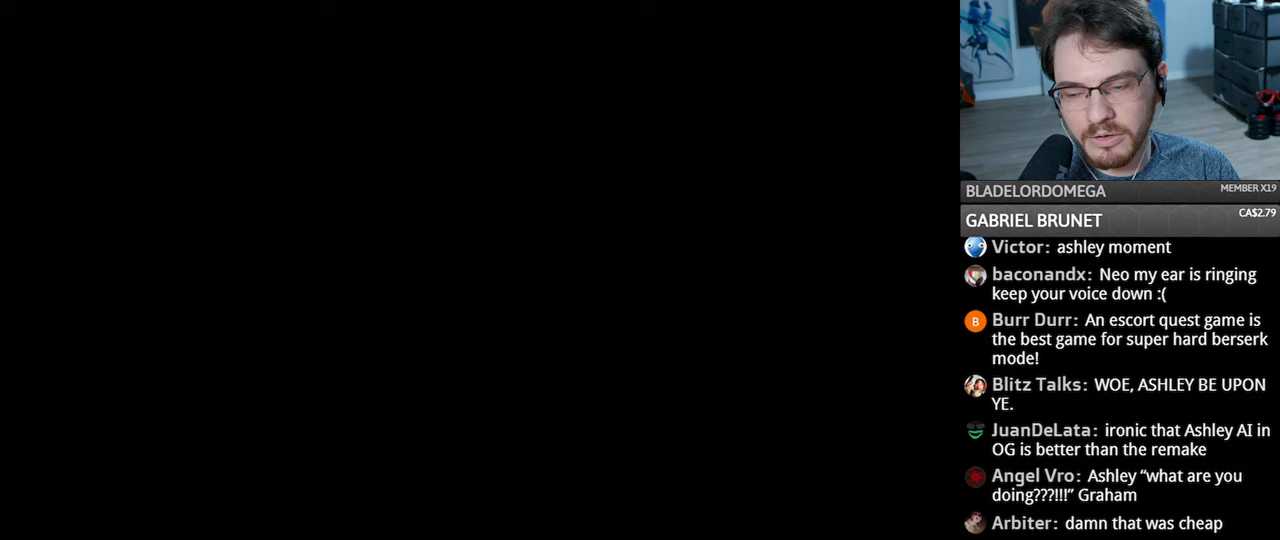 BLADELORDOMEGA MEMBER X19
GABRIEL BRUNET CA$2.79
Victor: ashley moment
baconandx: Neo my ear is ringing
keep your voice down :(
B Burr Durr: An escort quest game is
the best game for super hard berserk
mode!
Blitz Talks: WOE, ASHLEY BE UPON
YE.
JuanDeLata: ironic that Ashley AI in
OG is better than the remake
Angel Vro: Ashley “what are you
doing???!!!” Graham
Arbiter: damn that was cheap